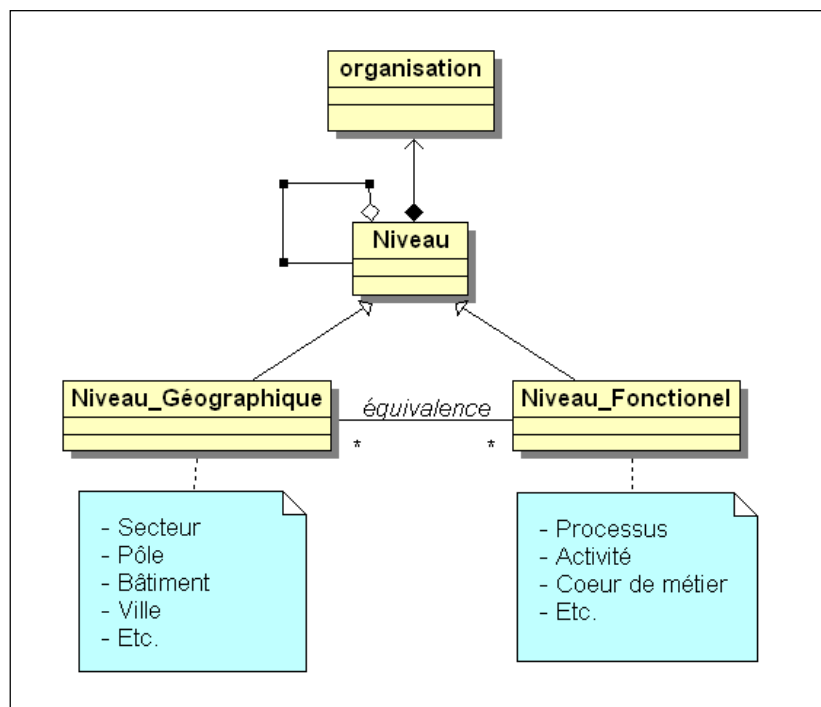 organisation
Niveau
Niveau_Géographique
équivalence
Niveau_Fonctionel
*
*
- Secteur
- Pôle
- Bâtiment
- Ville
- Etc.
- Processus
- Activité
- Coeur de métier
- Etc.